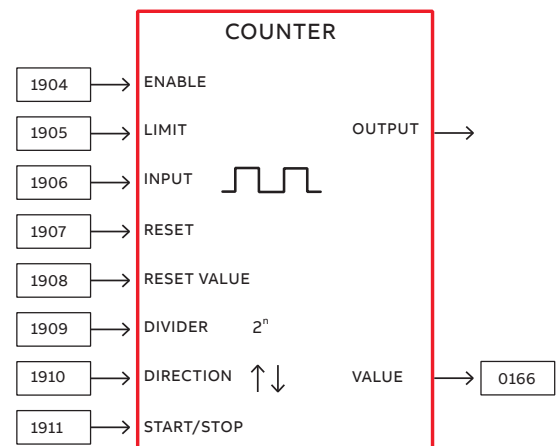 COUNTER
1904 ENABLE
1905 LIMIT OUTPUT
1906 INPUT
1907 RESET
1908 RESET VALUE
1909 DIVIDER 2ⁿ
1910 DIRECTION VALUE 0166
1911 START/STOP